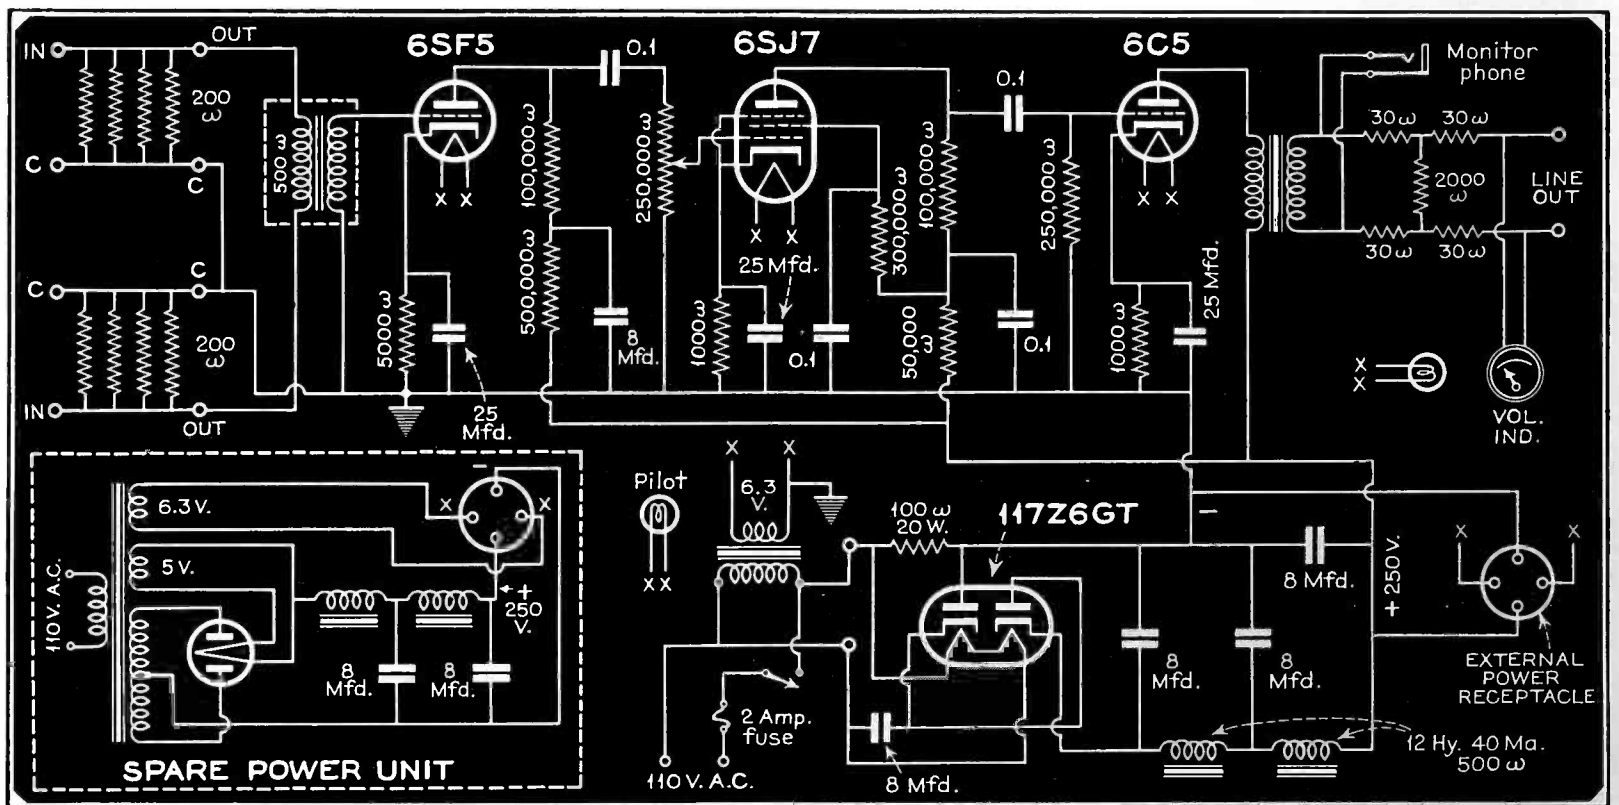 IN
OUT
200
ω
C
C
500 ω
C
C
200
ω
IN
OUT
6SF5
X X
5000 ω
25
Mfd.
100,000 ω
500,000 ω
0.1
8
Mfd.
250,000 ω
6SJ7
X X
25 Mfd.
1000 ω
0.1
300,000 ω
100,000 ω
50,000
ω
0.1
0.1
250,000 ω
6C5
X X
1000 ω
25 Mfd.
Monitor
phone
30 ω 30 ω
2000
ω
30 ω 30 ω
LINE
OUT
X
X
VOL.
IND.
110 V. A.C.
6.3 V.
5 V.
–
X X
+
250
V.
8
Mfd.
8
Mfd.
SPARE POWER UNIT
Pilot
X X
X X
6.3
V.
2 Amp.
fuse
110 V. A.C.
100 ω
20 W.
117Z6GT
8 Mfd.
–
8 Mfd.
8
Mfd.
8
Mfd.
+ 250 V.
X X
EXTERNAL
POWER
RECEPTACLE
12 Hy. 40 Ma.
500 ω